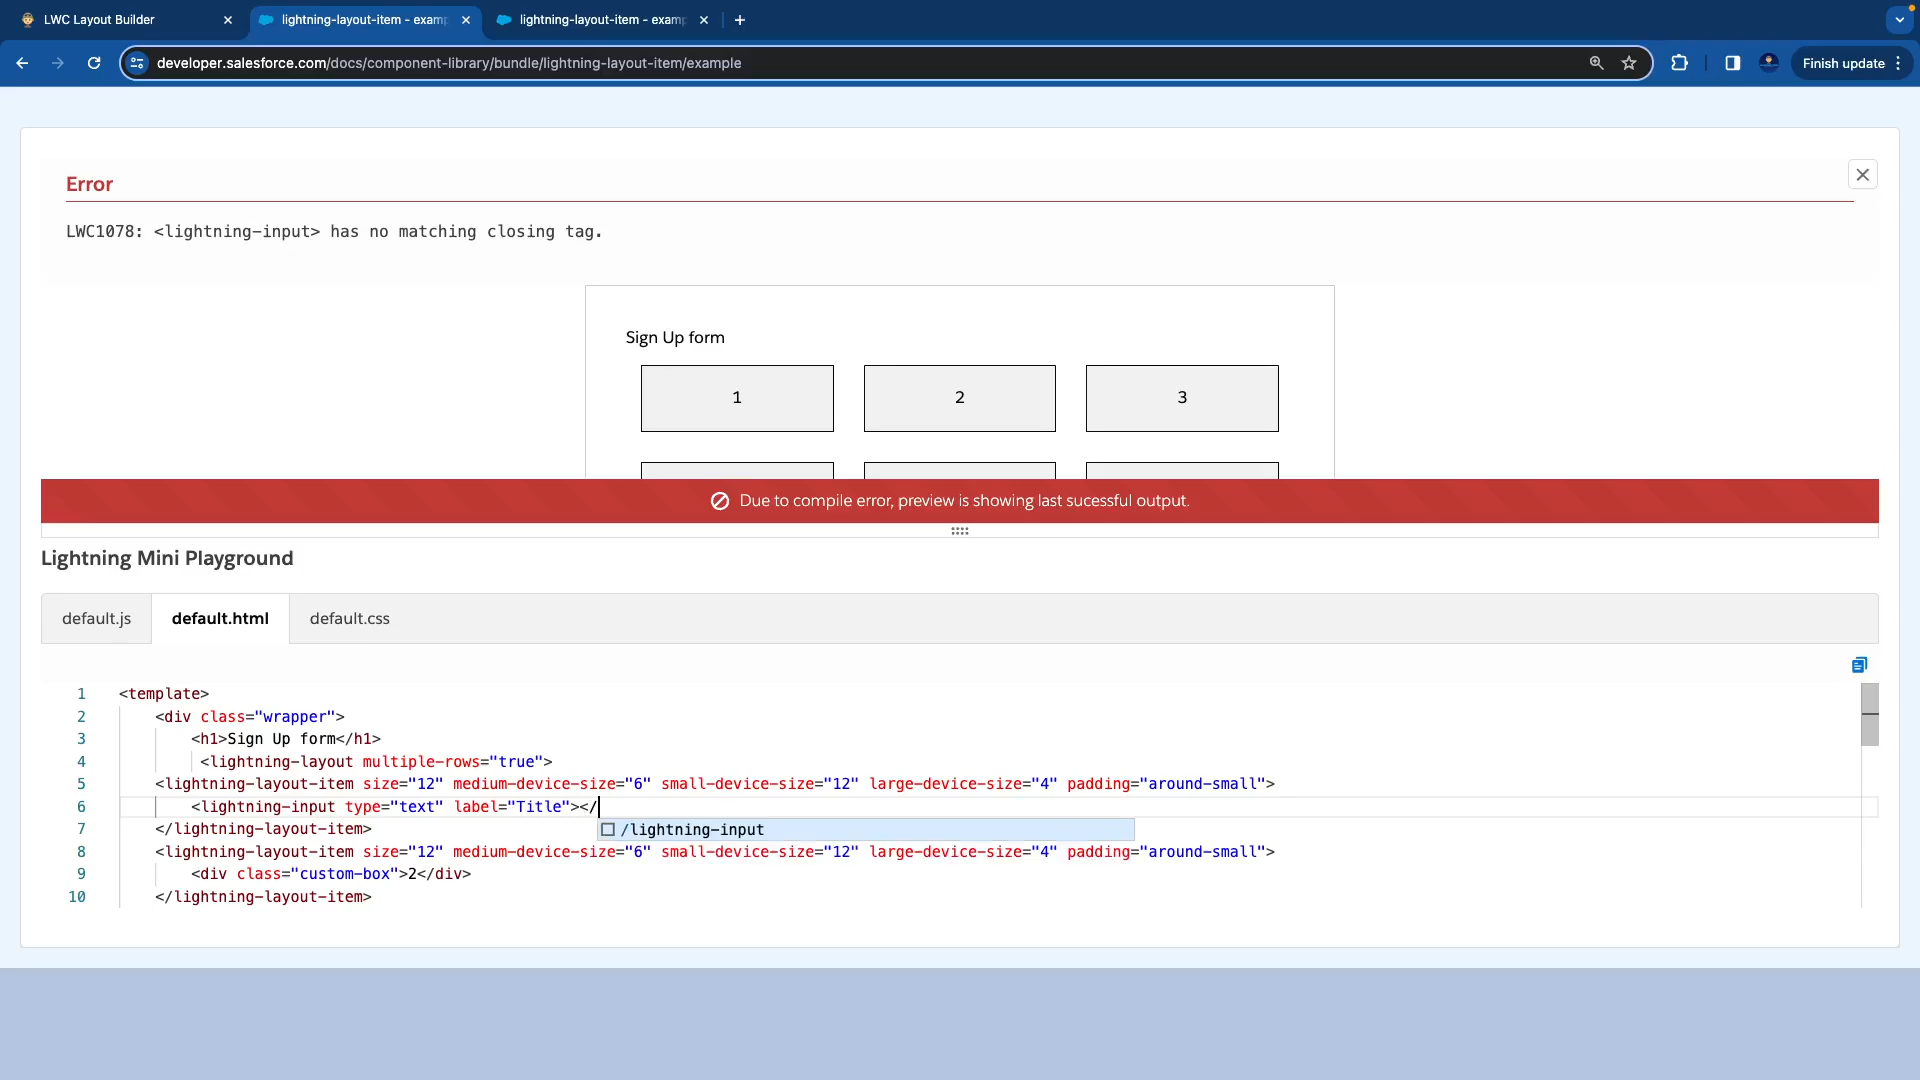 LWC Layout Builder
lightning-layout-item - examp
lightning-layout-item - examp
developer.salesforce.com/docs/component-library/bundle/lightning-layout-item/example
Finish update
Error
LWC1078: <lightning-input> has no matching closing tag.
Sign Up form
1 2 3
Due to compile error, preview is showing last sucessful output.
Lightning Mini Playground
default.js default.html default.css
1 <template>
2 <div class="wrapper">
3 <h1>Sign Up form</h1>
4 <lightning-layout multiple-rows="true">
5 <lightning-layout-item size="12" medium-device-size="6" small-device-size="12" large-device-size="4" padding="around-small">
6 <lightning-input type="text" label="Title"></
7 </lightning-layout-item>
/lightning-input
8 <lightning-layout-item size="12" medium-device-size="6" small-device-size="12" large-device-size="4" padding="around-small">
9 <div class="custom-box">2</div>
10 </lightning-layout-item>